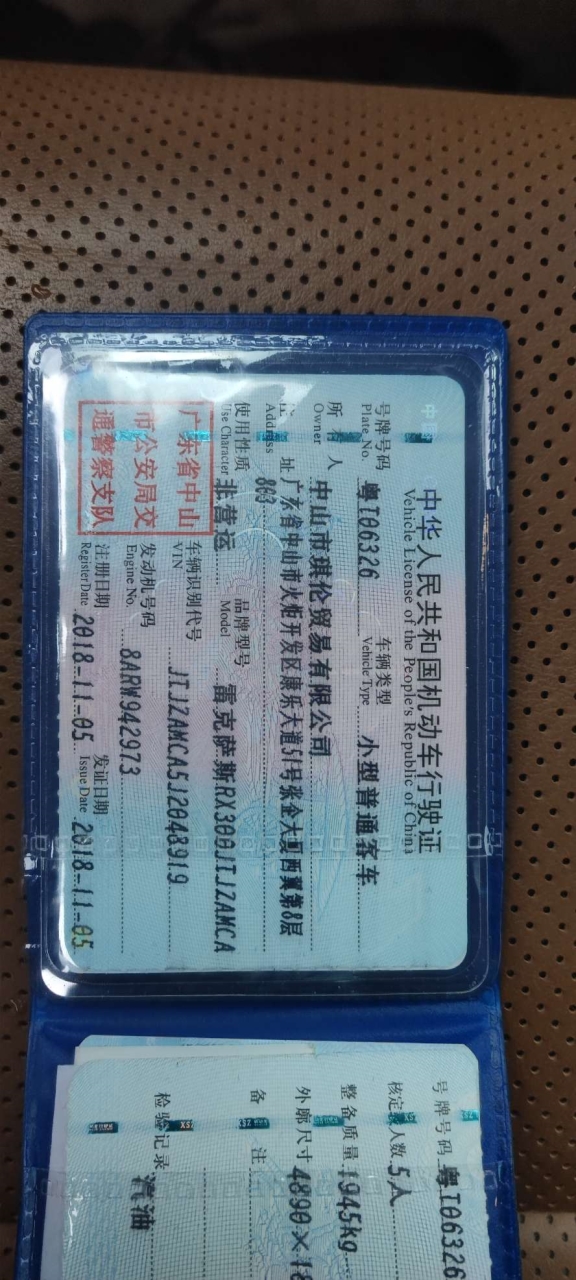 中华人民共和国机动车行驶证
Vehicle License of the People's Republic of China
号牌号码 粤T06326 车辆类型 小型普通客车
Plate No. Vehicle Type
所有人 中山市琪伦贸易有限公司
Owner
住址 广东省中山市火炬开发区康乐大道51号张企大厦西翼第8层
Address 803
使用性质 非营运 品牌型号 雷克萨斯RX300JTJZAMCA
Use Character Model
广东省中山
市公安局交
通警察支队
车辆识别代号 JTJZAMCA5J2048919
VIN
发动机号码 8ARW942973
Engine No.
注册日期 2018-11-05 发证日期 2018-11-05
Register Date Issue Date
号牌号码 粤T06326
核定载人数 5人
整备质量 1945kg
外廓尺寸 4890×18
备注
检验记录 汽油